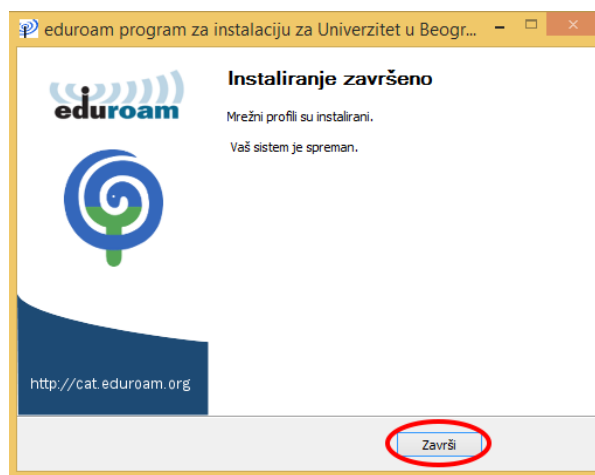 eduroam program za instalaciju za Univerzitet u Beogr...
eduroam
Instaliranje završeno
Mrežni profili su instalirani.
Vaš sistem je spreman.
http://cat.eduroam.org
Završi